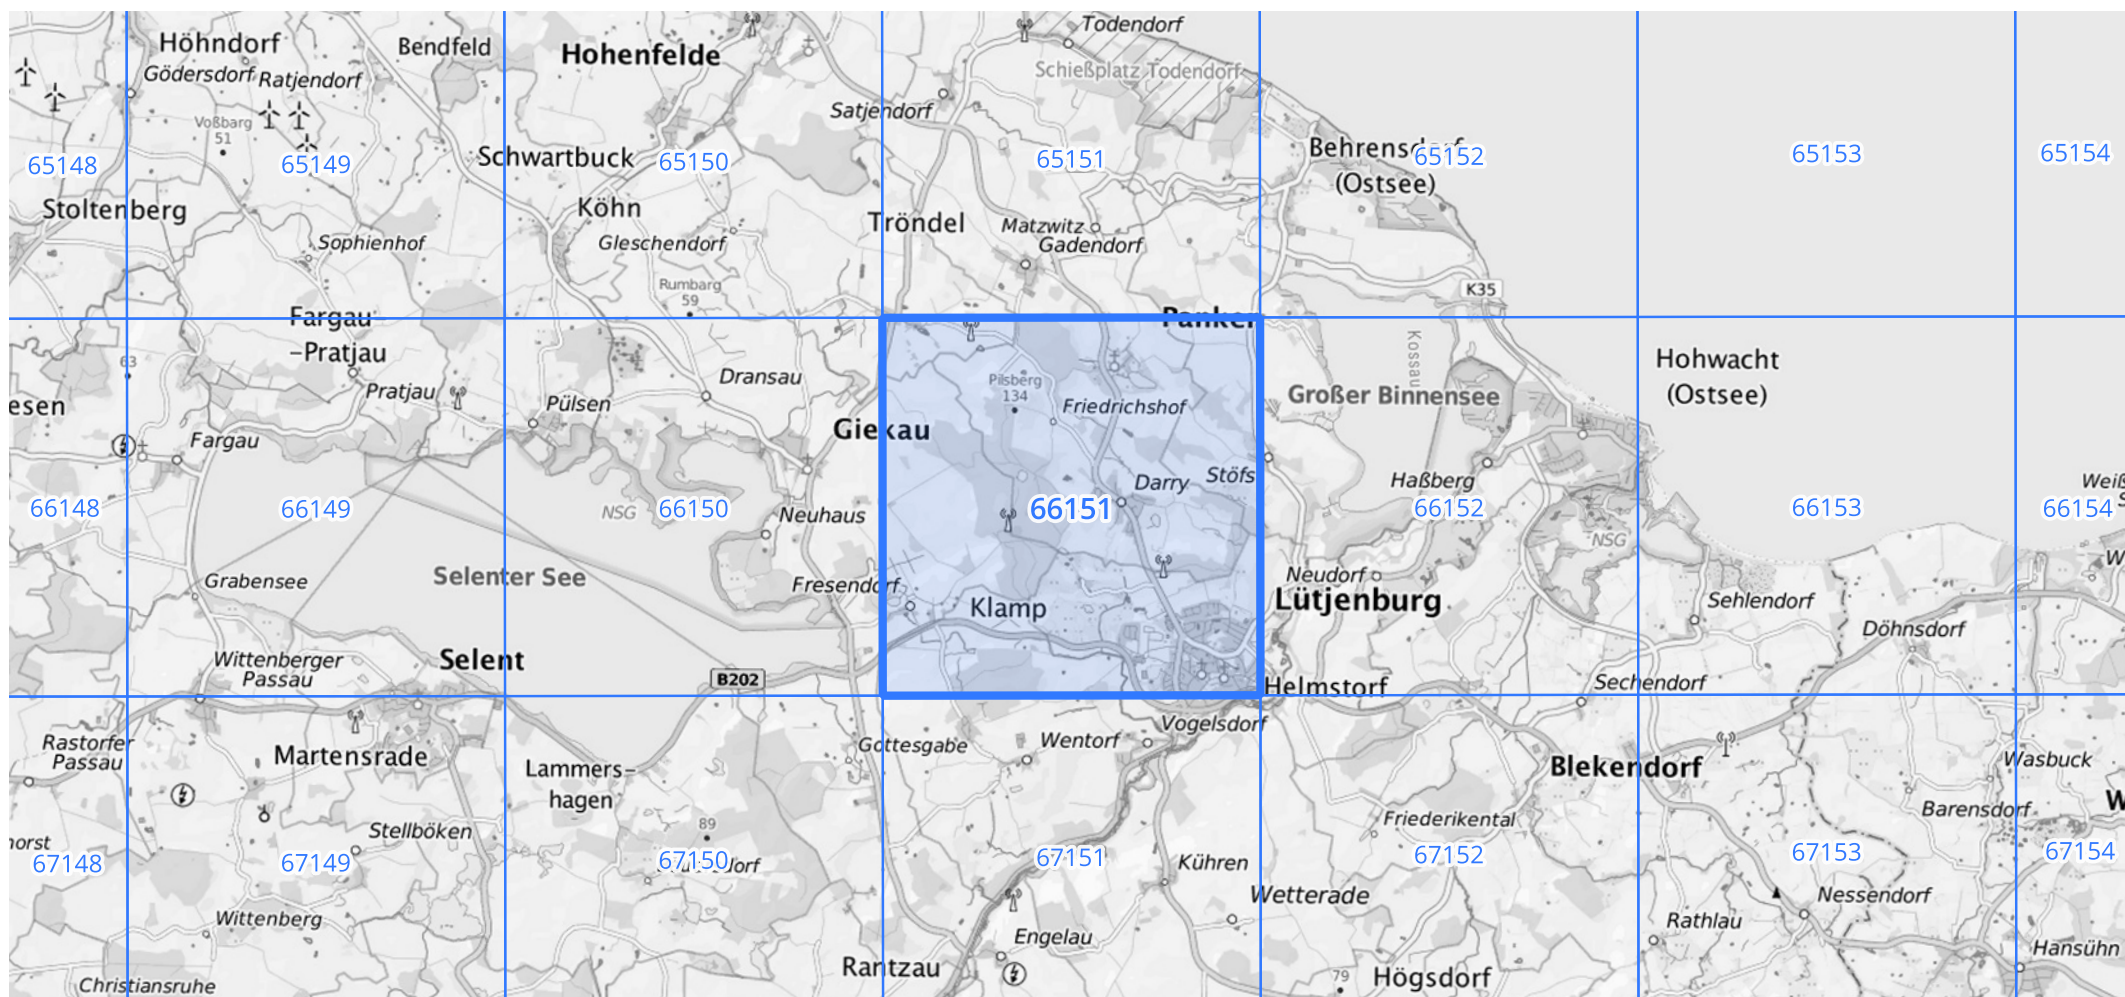 Höhndorf
Bendfeld
Hohenfelde
Todendorf
Gödersdorf
Ratjendorf
Schießplatz Todendorf
Satjendorf
Voßbarg
51
65148
65149
Schwartbuck
65150
65151
Behrensdorf
65152
(Ostsee)
65153
65154
Stoltenberg
Köhn
Tröndel
Matzwitz
Sophienhof
Gleschendorf
Gadendorf
Rumbarg
59
K35
Fargau
-Pratjau
Panker
63
Pratjau
Dransau
Pilsberg
134
Kossau
Hohwacht
(Ostsee)
esen
Pülsen
Friedrichshof
Großer Binnensee
Fargau
Giekau
Darry
Stöfs
Haßberg
66148
66149
NSG
66150
Neuhaus
66151
66152
NSG
66153
66154
Grabensee
Selenter See
Fresendorf
Klamp
Neudorf
Lütjenburg
Sehlendorf
Döhnsdorf
Wittenberger
Passau
Selent
B202
Helmstorf
Sechendorf
Rastorfer
Passau
Martensrade
Lammers-
hagen
Gottesgabe
Wentorf
Vogelsdorf
Blekendorf
Wasbuck
Stellböken
89
Friederikental
Barensdorf
W
horst
67148
67149
67150
67151
Kühren
67152
67153
67154
Wittenberg
Wetterade
Nessendorf
Rathlau
Christiansruhe
Rantzau
Engelau
79
Högsdorf
Hansühn